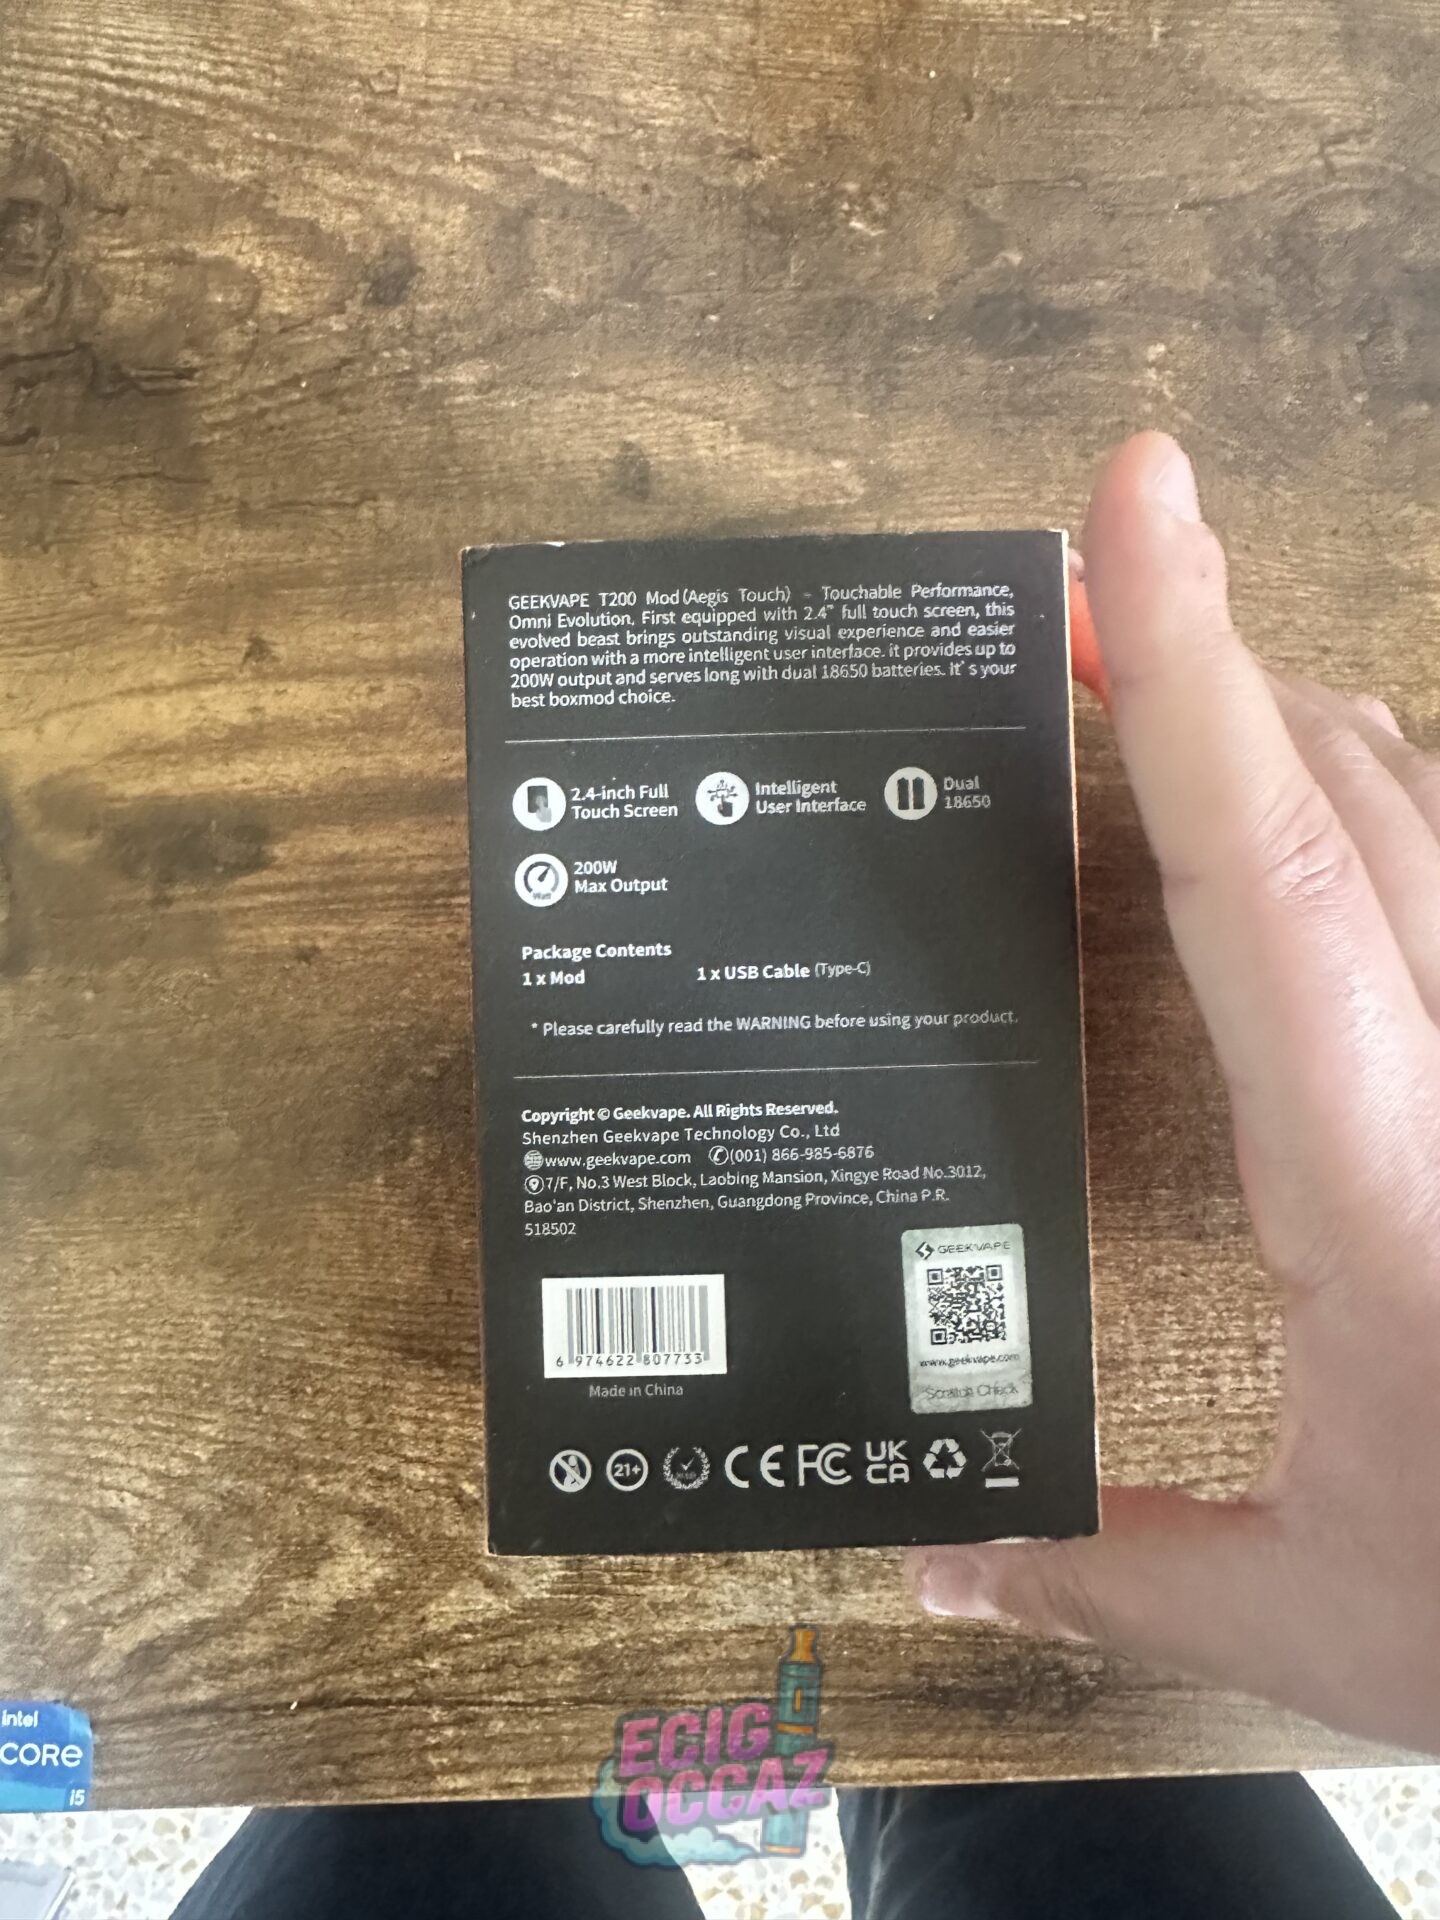 GEEKVAPE T200 Mod (Aegis Touch) - Touchable Performance,
Omni Evolution. First equipped with 2.4" full touch screen, this
evolved beast brings outstanding visual experience and easier
operation with a more intelligent user interface. it provides up to
200W output and serves long with dual 18650 batteries. It's your
best boxmod choice.
2.4-inch Full
Touch Screen
Intelligent
User Interface
Dual
18650
200W
Max Output
Package Contents
1 x Mod
1 x USB Cable (Type-C)
* Please carefully read the WARNING before using your product.
Copyright © Geekvape. All Rights Reserved.
Shenzhen Geekvape Technology Co., Ltd
www.geekvape.com (001) 866-985-6876
7/F, No.3 West Block, Laobing Mansion, Xingye Road No.3012,
Bao'an District, Shenzhen, Guangdong Province, China P.R.
518502
6 974622 807733
Made in China
GEEKVAPE
www.geekvape.com
Scratch Check
21+
CE FC UK
CA
intel
CORE
i5
ECIG
OCCAZ